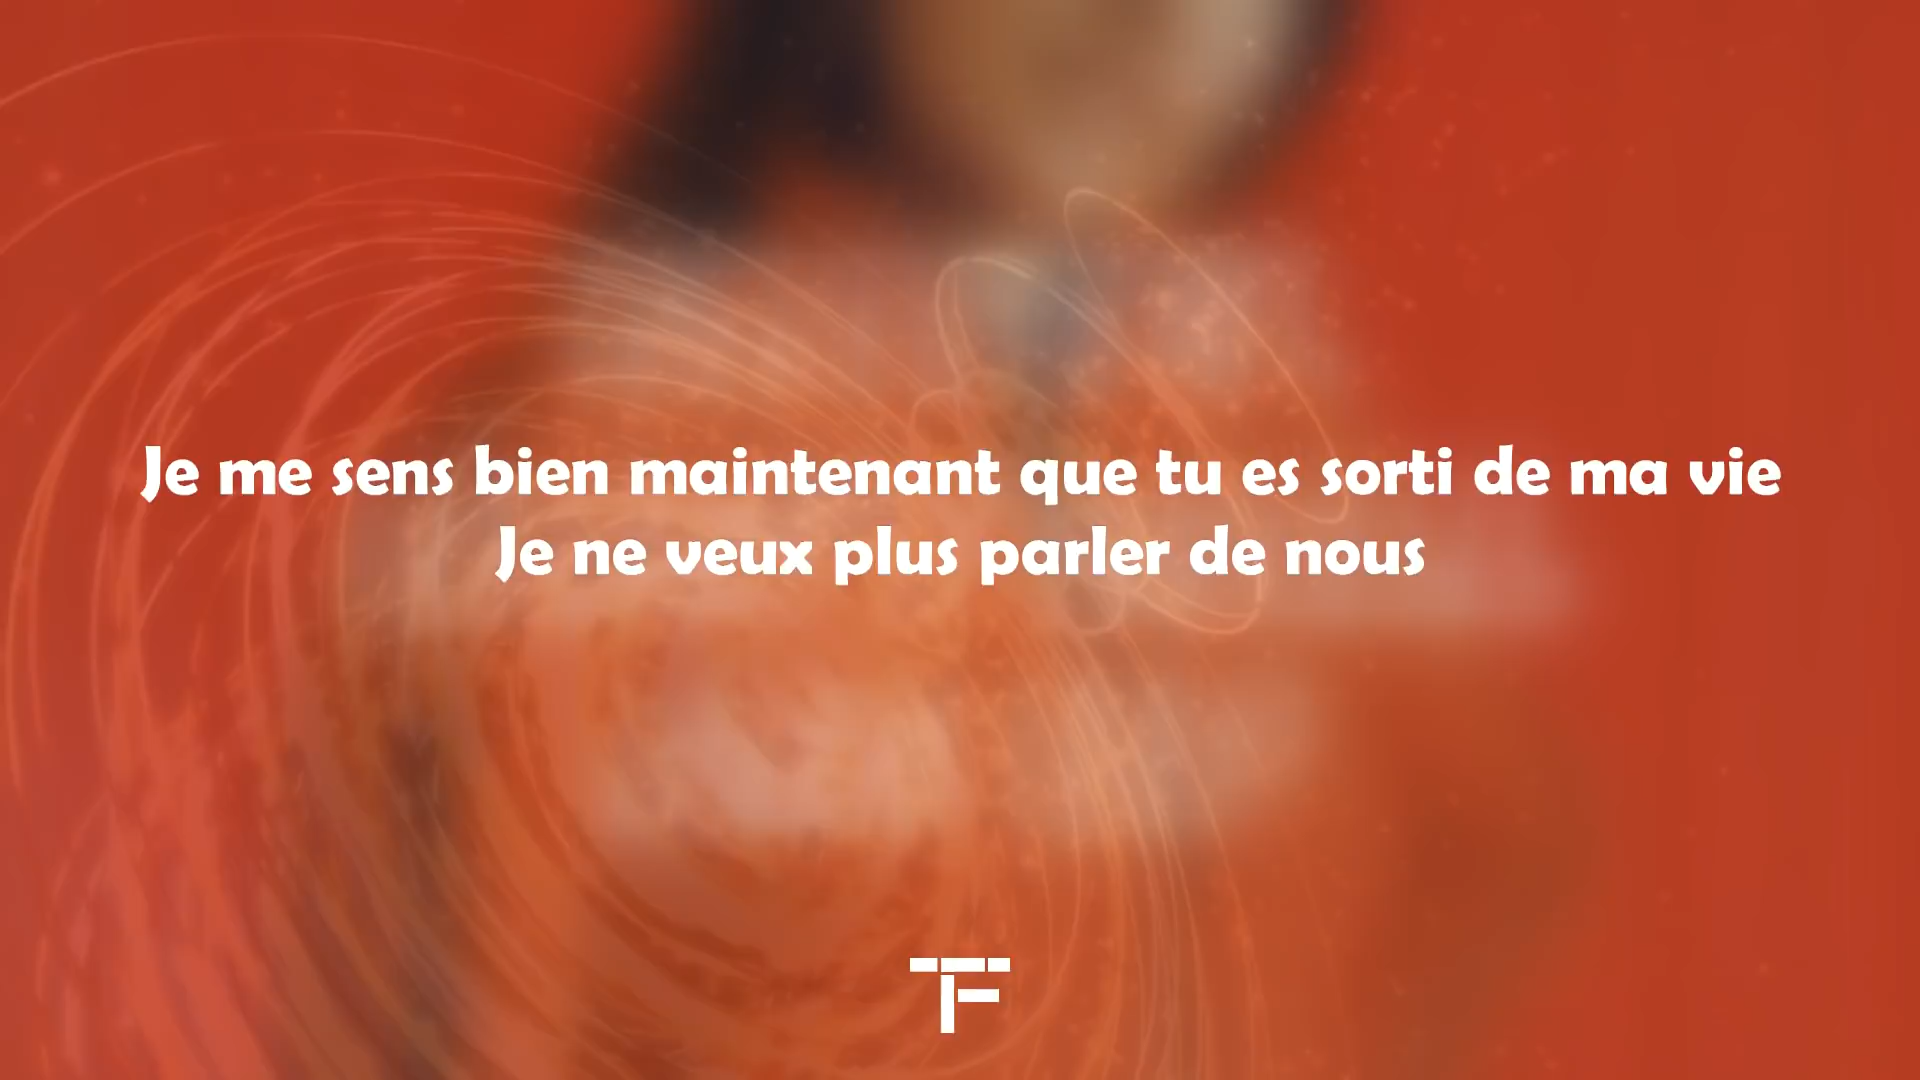 Je me sens bien maintenant que tu es sorti de ma vie
Je ne veux plus parler de nous
TF